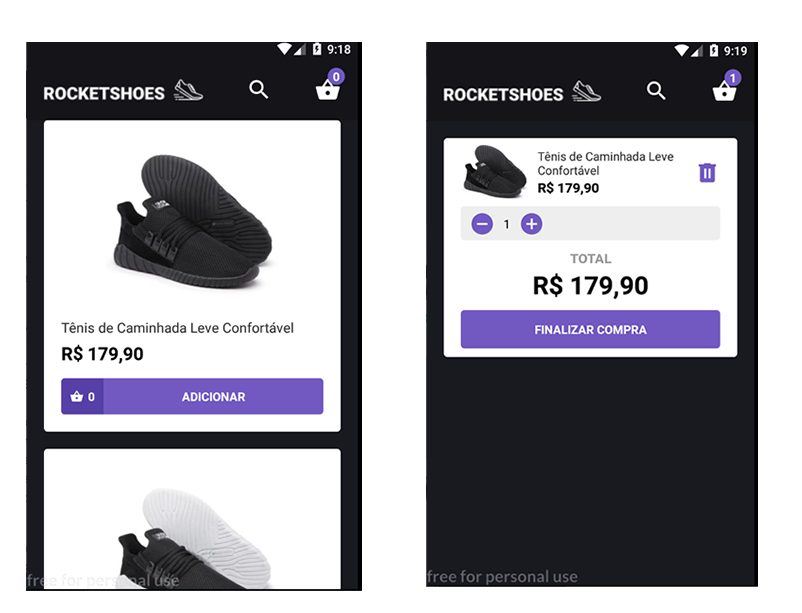 9:18
ROCKETSHOES
0
Tênis de Caminhada Leve Confortável
R$ 179,90
0 ADICIONAR
free for personal use
9:19
ROCKETSHOES
1
Tênis de Caminhada Leve
Confortável
R$ 179,90
1
TOTAL
R$ 179,90
FINALIZAR COMPRA
free for personal use